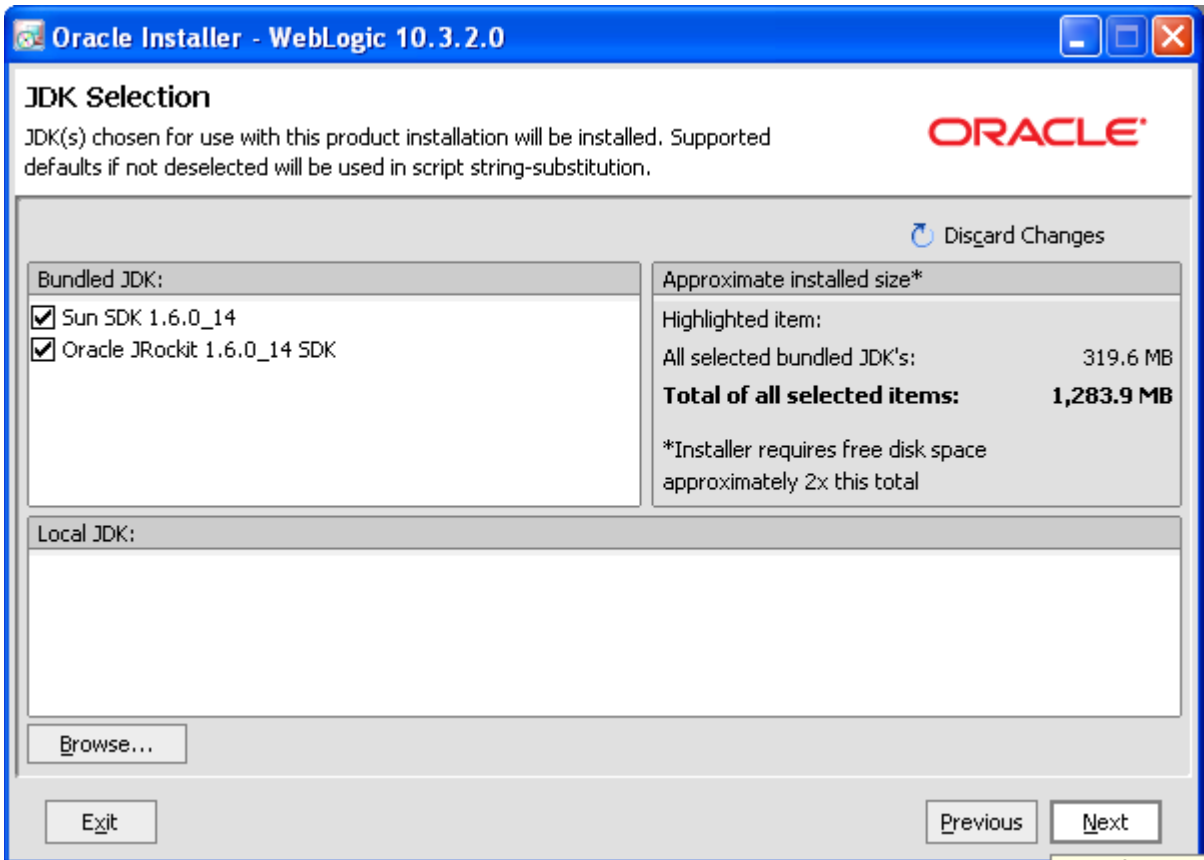 Oracle Installer - WebLogic 10.3.2.0
JDK Selection
JDK(s) chosen for use with this product installation will be installed. Supported
defaults if not deselected will be used in script string-substitution.
ORACLE
Discard Changes
Bundled JDK:
Sun SDK 1.6.0_14
Oracle JRockit 1.6.0_14 SDK
Approximate installed size*
Highlighted item:
All selected bundled JDK's: 319.6 MB
Total of all selected items: 1,283.9 MB
*Installer requires free disk space
approximately 2x this total
Local JDK:
Browse...
Exit
Previous
Next